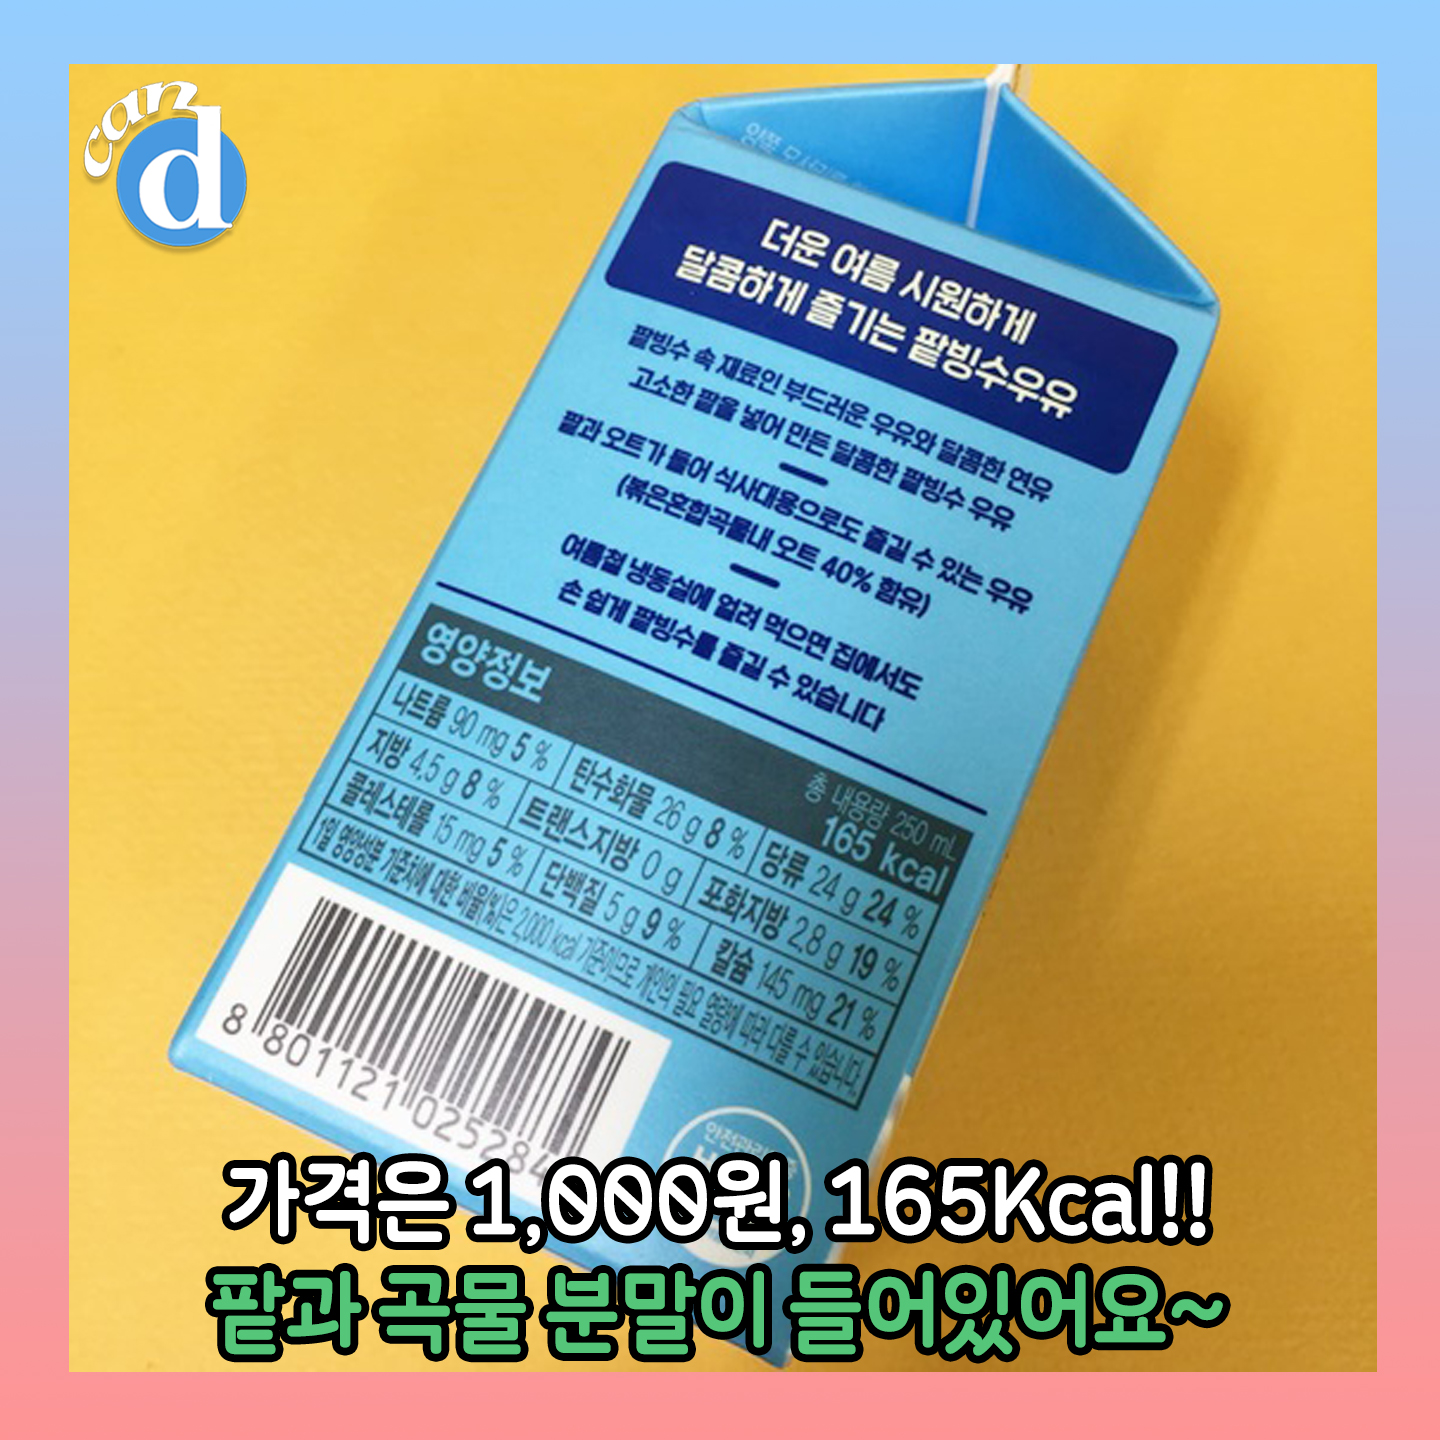 can
d
양쪽 모서리를
더운 여름 시원하게
달콤하게 즐기는 팥빙수우유
팥빙수 속 재료인 부드러운 우유와 달콤한 연유
고소한 팥을 넣어 만든 달콤한 팥빙수 우유
팥과 오트가 들어 식사대용으로도 즐길 수 있는 우유
(볶은혼합곡물내 오트 40% 함유)
여름철 냉동실에 얼려 먹으면 집에서도
손 쉽게 팥빙수를 즐길 수 있습니다
영양정보
총 내용량 250 mL
165 kcal
나트륨 90 mg 5 % 탄수화물 26 g 8 % 당류 24 g 24 %
지방 4.5 g 8 % 트랜스지방 0 g 포화지방 2.8 g 19 %
콜레스테롤 15 mg 5 % 단백질 5 g 9 % 칼슘 145 mg 21 %
1일 영양성분 기준치에 대한 비율(%)은 2,000 kcal 기준이므로 개인의 필요 열량에 따라 다를 수 있습니다.
8 801121 025284
가격은 1,000원, 165Kcal!!
팥과 곡물 분말이 들어있어요~